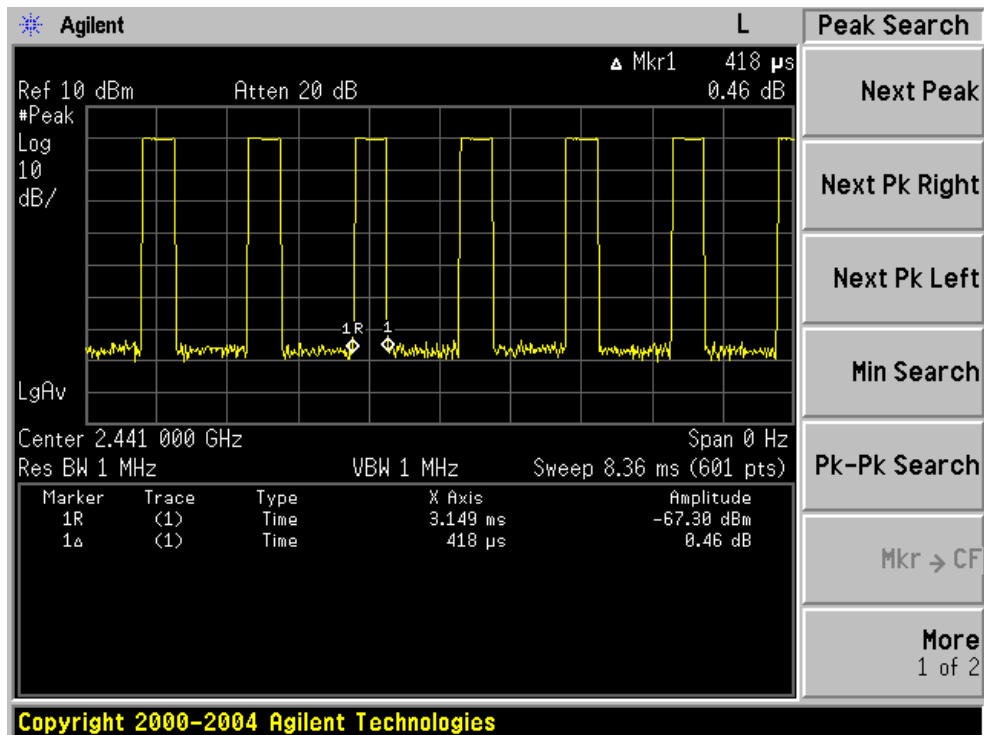 Agilent L Peak Search
Δ Mkr1 418 µs
Ref 10 dBm Atten 20 dB 0.46 dB
#Peak
Log
10
dB/
1R 1
LgAv
Center 2.441 000 GHz Span 0 Hz
Res BW 1 MHz VBW 1 MHz Sweep 8.36 ms (601 pts)
Marker Trace Type X Axis Amplitude
1R (1) Time 3.149 ms -67.30 dBm
1Δ (1) Time 418 µs 0.46 dB
Next Peak
Next Pk Right
Next Pk Left
Min Search
Pk-Pk Search
Mkr → CF
More
1 of 2
Copyright 2000-2004 Agilent Technologies